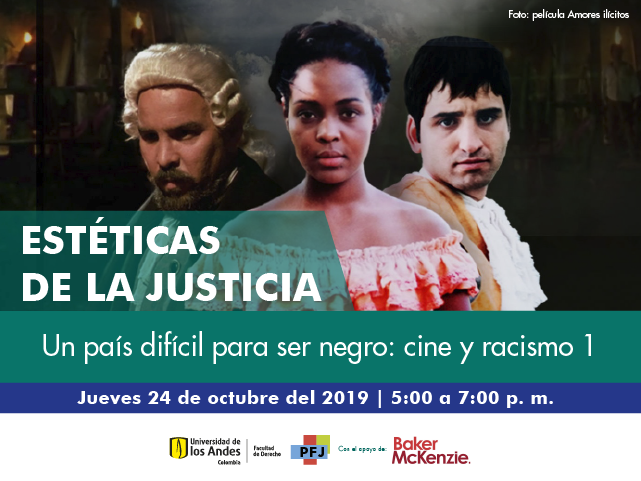 Foto: película Amores ilícitos
ESTÉTICAS
DE LA JUSTICIA
Un país difícil para ser negro: cine y racismo 1
Jueves 24 de octubre del 2019 | 5:00 a 7:00 p. m.
Universidad de
los Andes
Colombia
Facultad
de Derecho
PFJ
Con el apoyo de:
Baker
McKenzie.